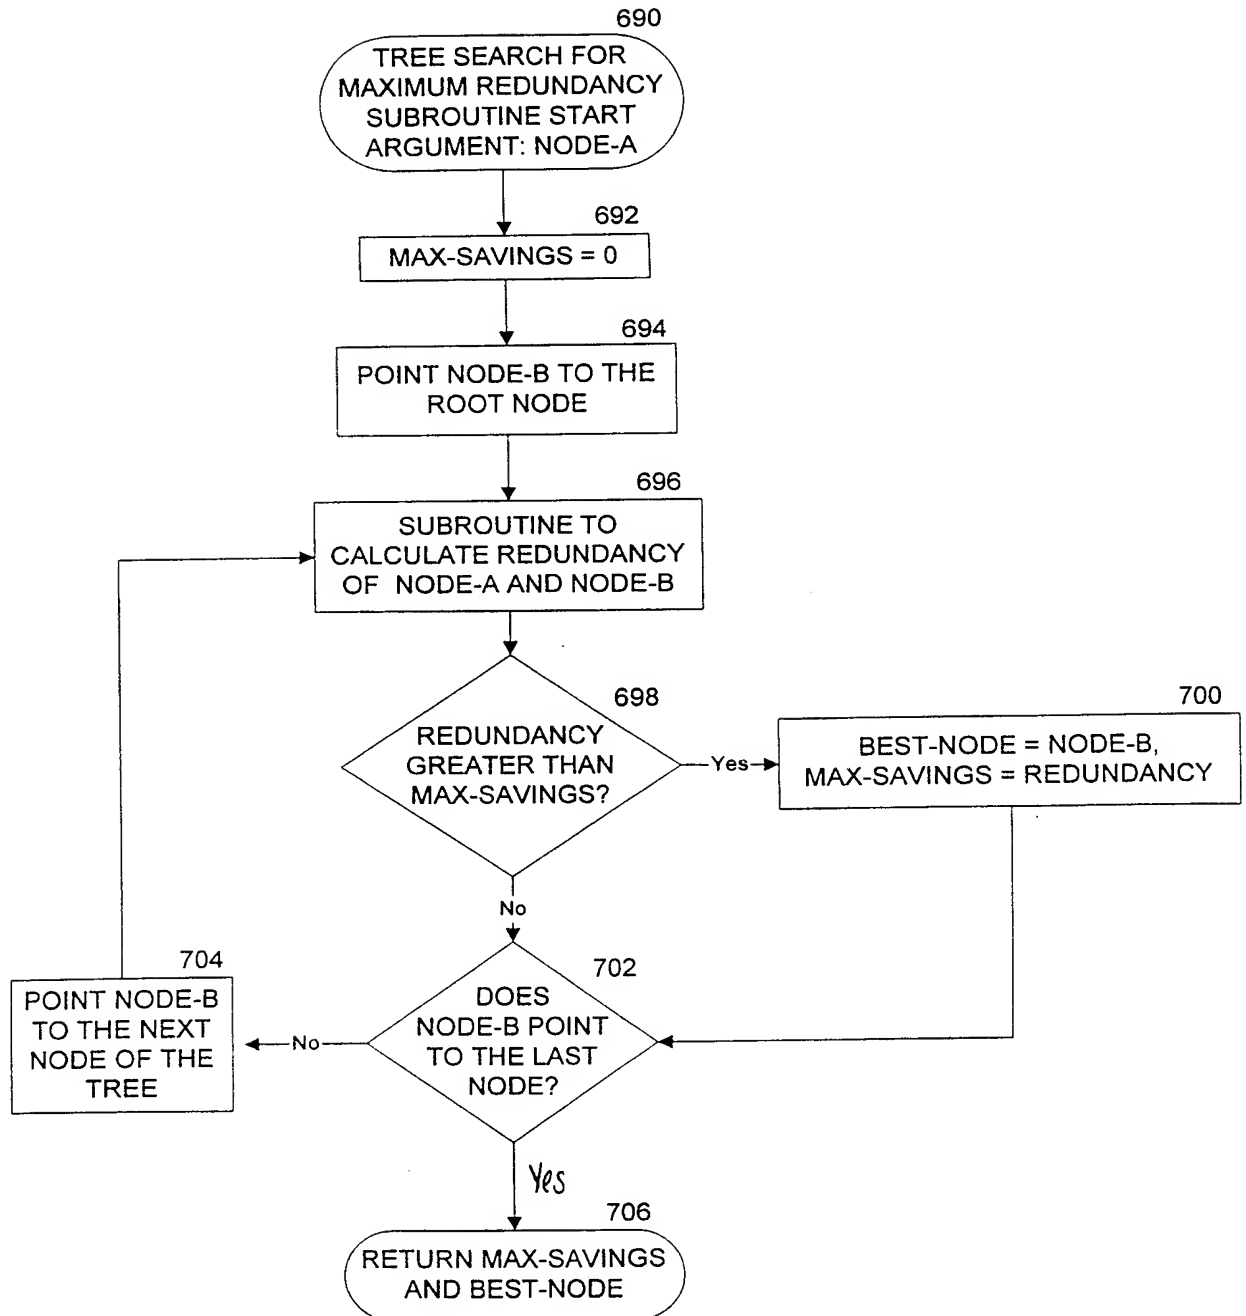 690
TREE SEARCH FOR
MAXIMUM REDUNDANCY
SUBROUTINE START
ARGUMENT: NODE-A
692
MAX-SAVINGS = 0
694
POINT NODE-B TO THE
ROOT NODE
696
SUBROUTINE TO
CALCULATE REDUNDANCY
OF NODE-A AND NODE-B
698
REDUNDANCY
GREATER THAN
MAX-SAVINGS?
Yes
700
BEST-NODE = NODE-B,
MAX-SAVINGS = REDUNDANCY
No
702
DOES
NODE-B POINT
TO THE LAST
NODE?
No
704
POINT NODE-B
TO THE NEXT
NODE OF THE
TREE
Yes
706
RETURN MAX-SAVINGS
AND BEST-NODE